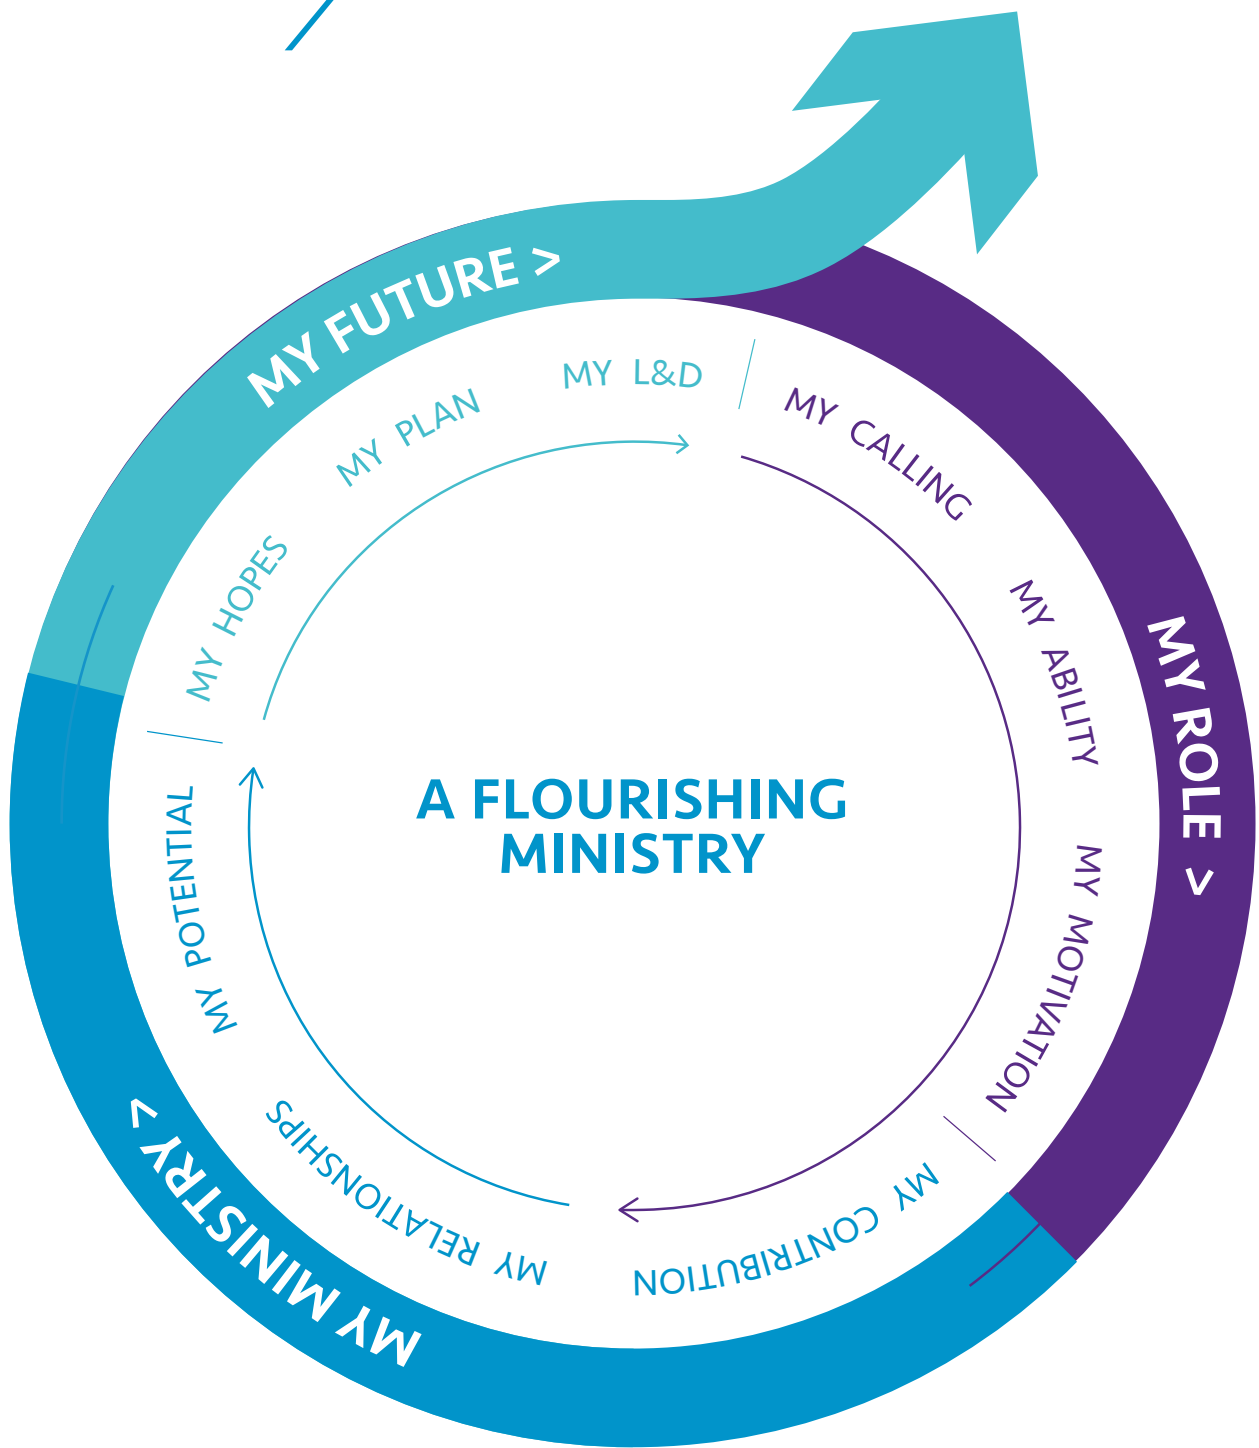 MY FUTURE >
MY ROLE >
MY MINISTRY >
MY CALLING
MY ABILITY
MY MOTIVATION
MY CONTRIBUTION
MY RELATIONSHIPS
MY POTENTIAL
MY HOPES
MY PLAN
MY L&D
A FLOURISHING
MINISTRY